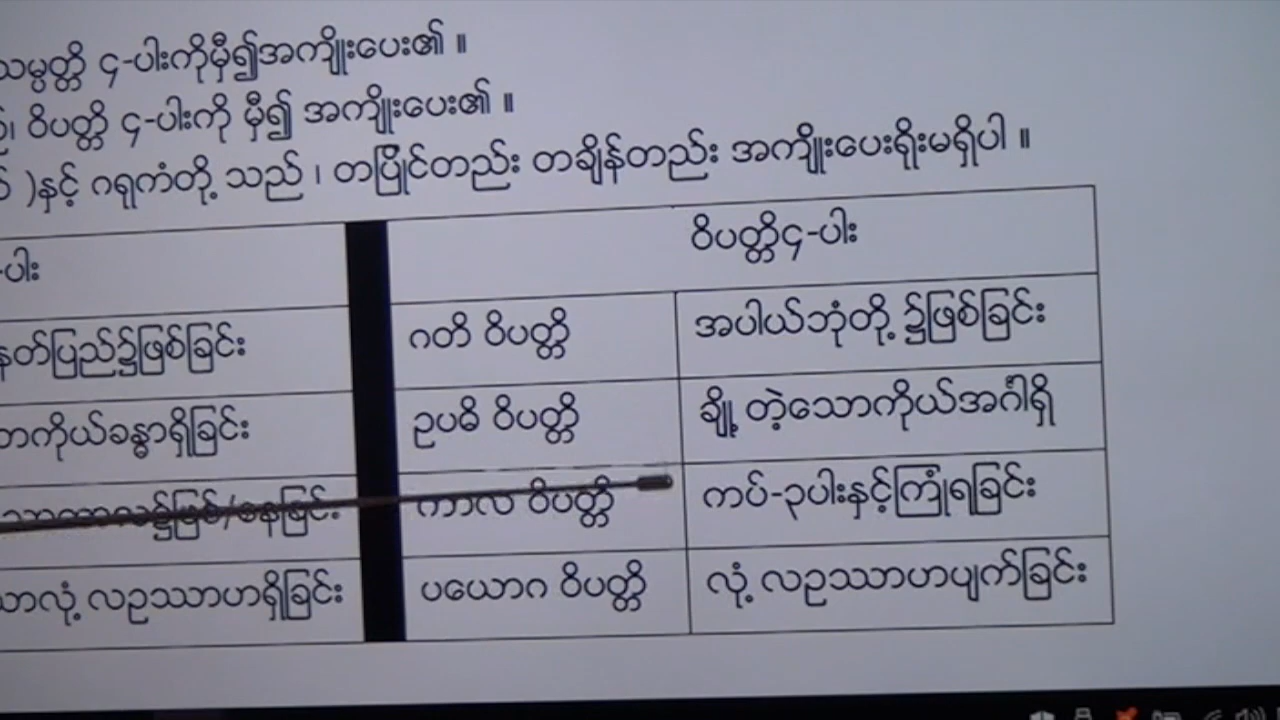 သမ္ပတ္တိ ၄-ပါးကိုမှီ၍အကျိုးပေး၏ ။
ဝိပတ္တိ ၄-ပါးကို မှီ၍ အကျိုးပေး၏ ။
)နှင့် ဂရုကံတို့ သည် ၊ တပြိုင်တည်း တချိန်တည်း အကျိုးပေးရိုးမရှိပါ ။
-ပါး
ဝိပတ္တိ၄-ပါး
နတ်ပြည်၌ဖြစ်ခြင်း
ဂတိ ဝိပတ္တိ
အပါယ်ဘုံတို့ ၌ဖြစ်ခြင်း
ကိုယ်ခန္ဓာရှိခြင်း
ဥပဓိ ဝိပတ္တိ
ချို့ တဲ့သောကိုယ်အင်္ဂါရှိ
ကာလ ဝိပတ္တိ
ကပ်-၃ပါးနှင့်ကြုံရခြင်း
လုံ့ လဥဿာဟရှိခြင်း
ပယောဂ ဝိပတ္တိ
လုံ့ လဥဿာဟပျက်ခြင်း